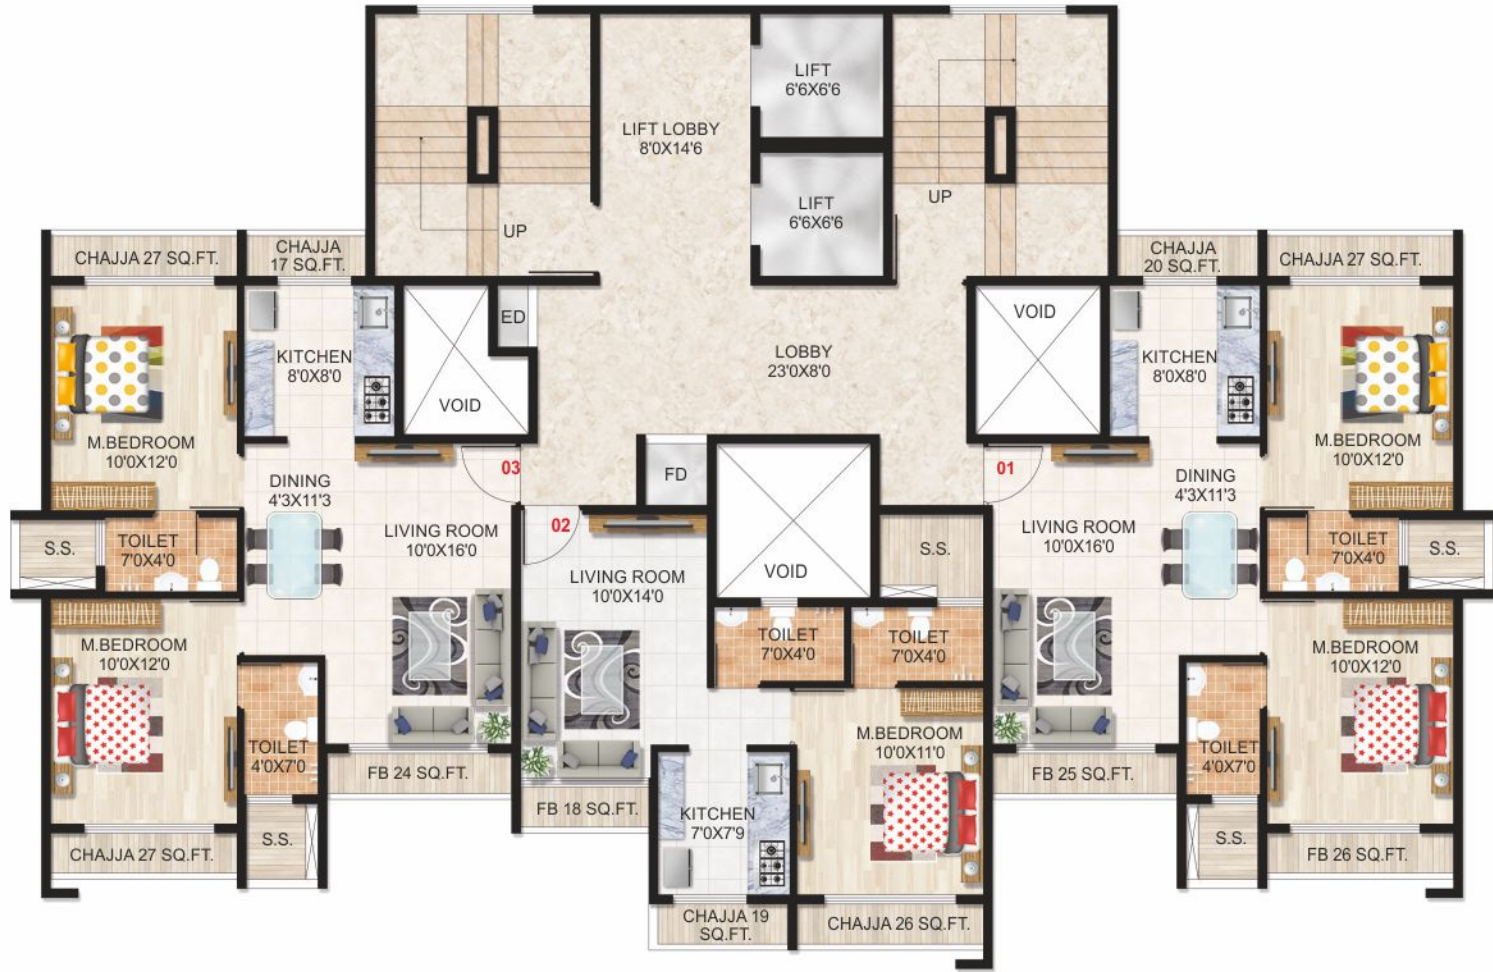 LIFT
6'6X6'6
LIFT LOBBY
8'0X14'6
LIFT
6'6X6'6
UP
UP
CHAJJA 27 SQ.FT.
CHAJJA
17 SQ.FT.
CHAJJA
20 SQ.FT.
CHAJJA 27 SQ.FT.
ED
VOID
KITCHEN
8'0X8'0
LOBBY
23'0X8'0
KITCHEN
8'0X8'0
VOID
M.BEDROOM
10'0X12'0
M.BEDROOM
10'0X12'0
03
FD
01
DINING
4'3X11'3
DINING
4'3X11'3
02
LIVING ROOM
10'0X16'0
LIVING ROOM
10'0X16'0
S.S.
TOILET
7'0X4'0
S.S.
TOILET
7'0X4'0
S.S.
LIVING ROOM
10'0X14'0
VOID
M.BEDROOM
10'0X12'0
TOILET
7'0X4'0
TOILET
7'0X4'0
M.BEDROOM
10'0X12'0
TOILET
4'0X7'0
M.BEDROOM
10'0X11'0
TOILET
4'0X7'0
FB 24 SQ.FT.
FB 25 SQ.FT.
FB 18 SQ.FT.
KITCHEN
7'0X7'9
S.S.
S.S.
CHAJJA 27 SQ.FT.
FB 26 SQ.FT.
CHAJJA 19
SQ.FT.
CHAJJA 26 SQ.FT.